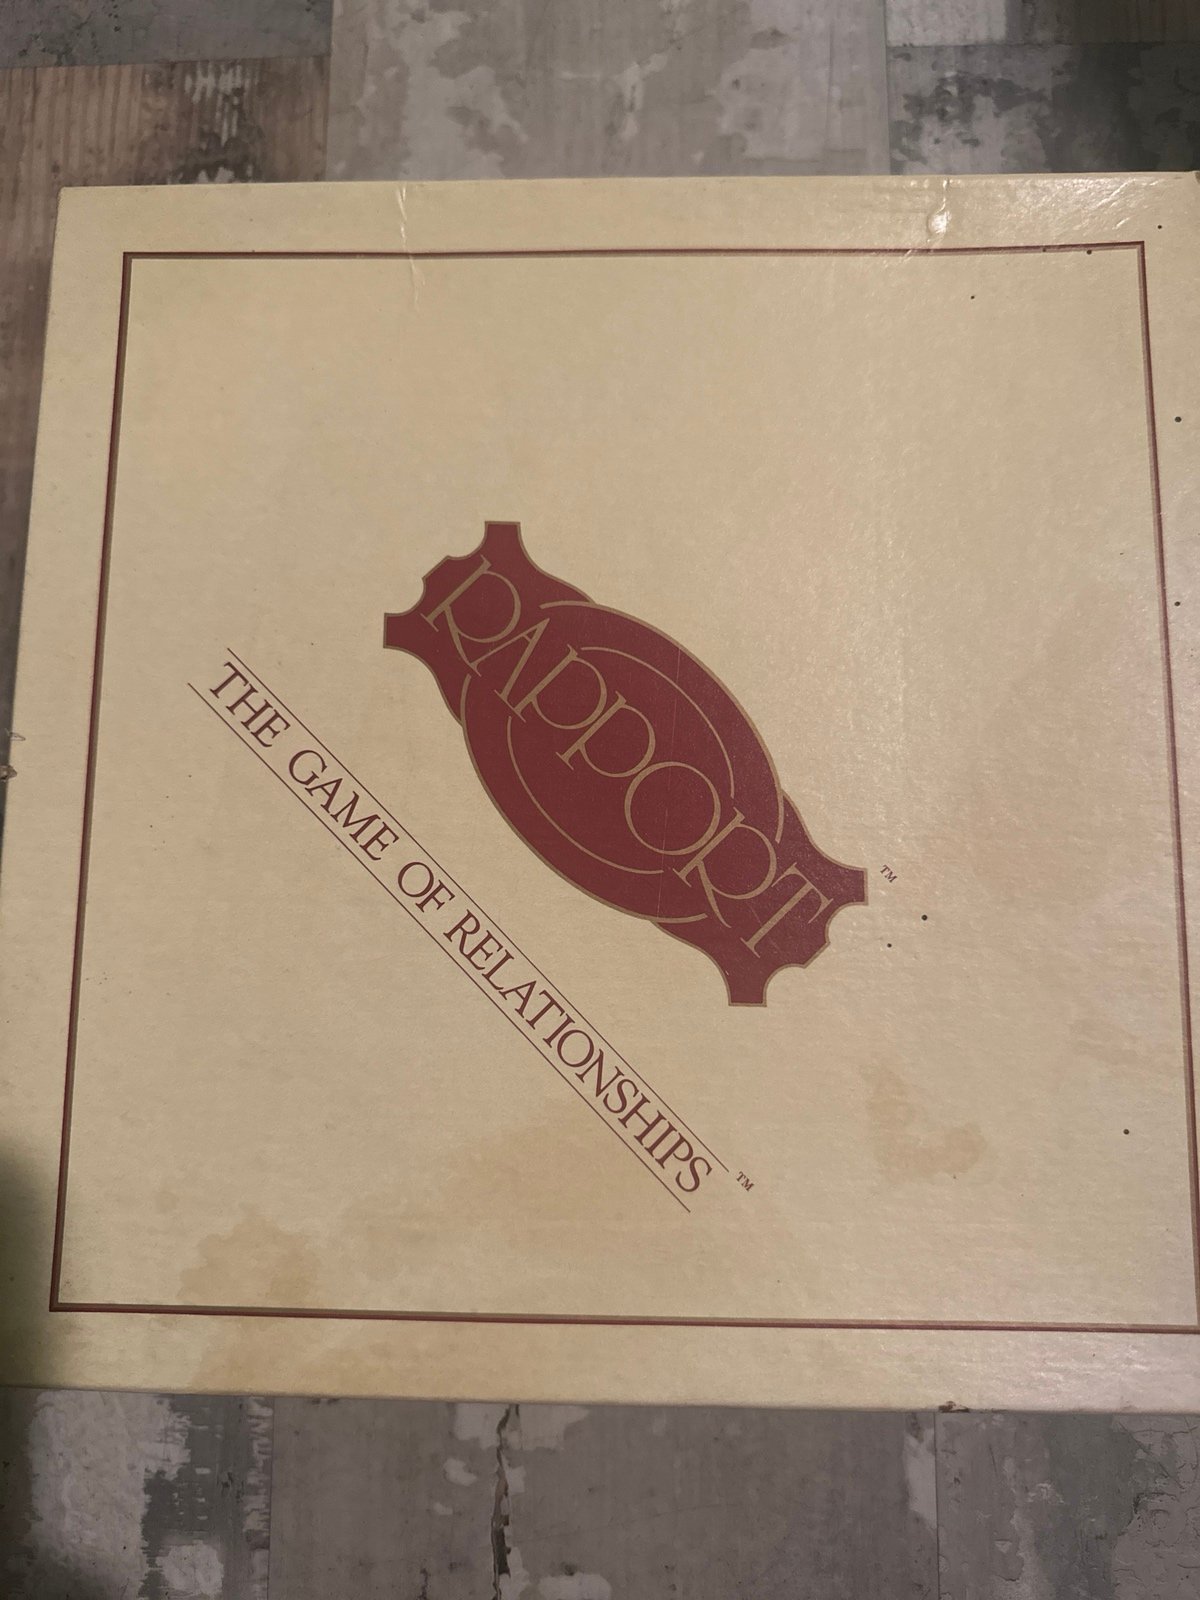 RAPPORT™
THE GAME OF RELATIONSHIPS™